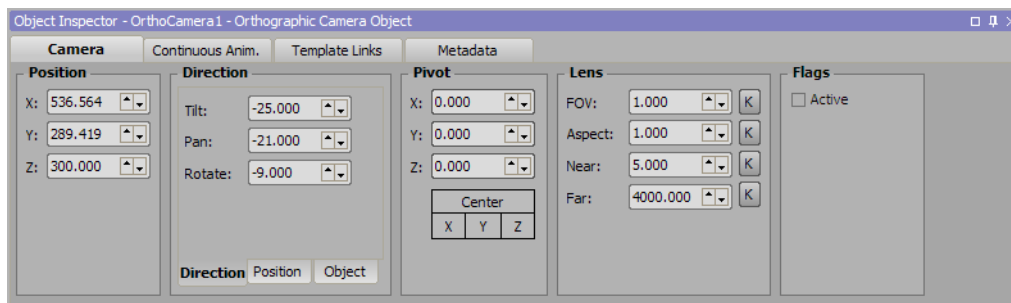 Object Inspector - OrthoCamera1 - Orthographic Camera Object
Camera Continuous Anim. Template Links Metadata
Position
X: 536.564
Y: 289.419
Z: 300.000
Direction
Tilt: -25.000
Pan: -21.000
Rotate: -9.000
Direction Position Object
Pivot
X: 0.000
Y: 0.000
Z: 0.000
Center
X Y Z
Lens
FOV: 1.000 K
Aspect: 1.000 K
Near: 5.000 K
Far: 4000.000 K
Flags
Active